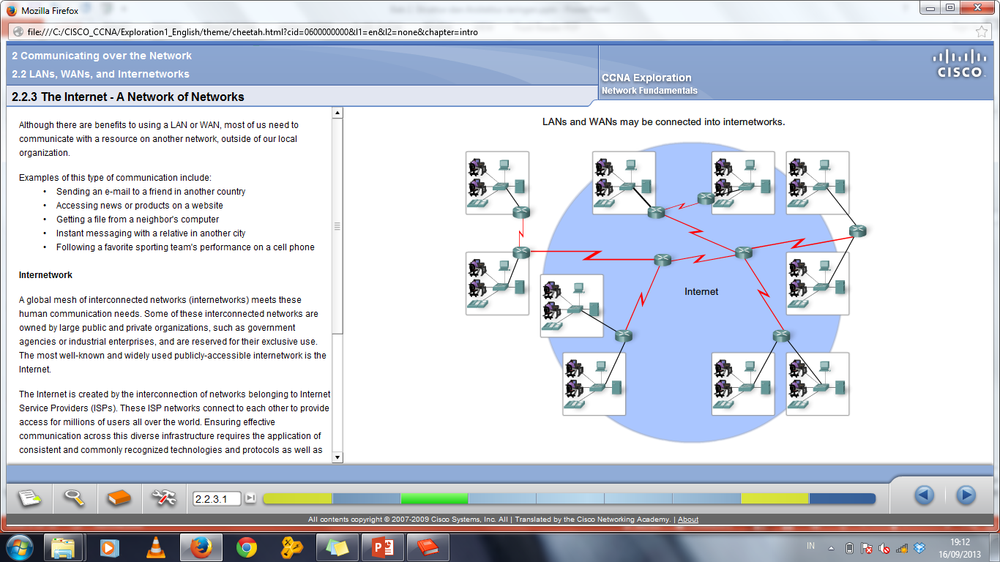 Mozilla Firefox
file:///C:/CISCO_CCNA/Exploration1_English/theme/cheetah.html?cid=0600000000&l1=en&l2=none&chapter=intro
2 Communicating over the Network
2.2 LANs, WANs, and Internetworks
CCNA Exploration
Network Fundamentals
CISCO
2.2.3 The Internet - A Network of Networks
Although there are benefits to using a LAN or WAN, most of us need to
communicate with a resource on another network, outside of our local
organization.
Examples of this type of communication include:
• Sending an e-mail to a friend in another country
• Accessing news or products on a website
• Getting a file from a neighbor's computer
• Instant messaging with a relative in another city
• Following a favorite sporting team's performance on a cell phone
Internetwork
A global mesh of interconnected networks (internetworks) meets these
human communication needs. Some of these interconnected networks are
owned by large public and private organizations, such as government
agencies or industrial enterprises, and are reserved for their exclusive use.
The most well-known and widely used publicly-accessible internetwork is the
Internet.
The Internet is created by the interconnection of networks belonging to Internet
Service Providers (ISPs). These ISP networks connect to each other to provide
access for millions of users all over the world. Ensuring effective
communication across this diverse infrastructure requires the application of
consistent and commonly recognized technologies and protocols as well as
LANs and WANs may be connected into internetworks.
Internet
2.2.3.1
All contents copyright © 2007-2009 Cisco Systems, Inc. All | Translated by the Cisco Networking Academy. | About
IN
19:12
16/09/2013